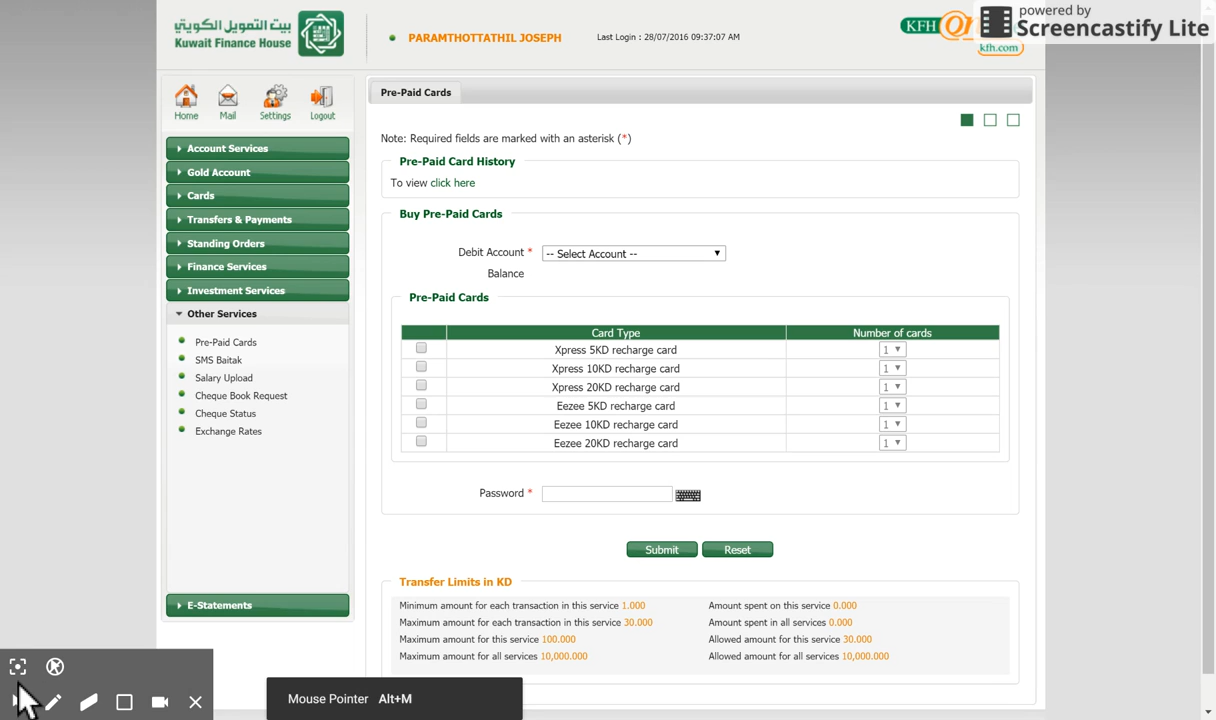 بيت التمويل الكويتي
Kuwait Finance House
PARAMTHOTTATHIL JOSEPH
Last Login : 28/07/2016 09:37:07 AM
KFH
kfh.com
powered by
Screencastify Lite
Home
Mail
Settings
Logout
Account Services
Gold Account
Cards
Transfers & Payments
Standing Orders
Finance Services
Investment Services
Other Services
Pre-Paid Cards
SMS Baitak
Salary Upload
Cheque Book Request
Cheque Status
Exchange Rates
E-Statements
Pre-Paid Cards
Note: Required fields are marked with an asterisk (*)
Pre-Paid Card History
To view click here
Buy Pre-Paid Cards
Debit Account * -- Select Account --
Balance
Pre-Paid Cards
Card Type Number of cards
Xpress 5KD recharge card 1
Xpress 10KD recharge card 1
Xpress 20KD recharge card 1
Eezee 5KD recharge card 1
Eezee 10KD recharge card 1
Eezee 20KD recharge card 1
Password *
Submit Reset
Transfer Limits in KD
Minimum amount for each transaction in this service 1.000 Amount spent on this service 0.000
Maximum amount for each transaction in this service 30.000 Amount spent in all services 0.000
Maximum amount for this service 100.000 Allowed amount for this service 30.000
Maximum amount for all services 10,000.000 Allowed amount for all services 10,000.000
Mouse Pointer Alt+M